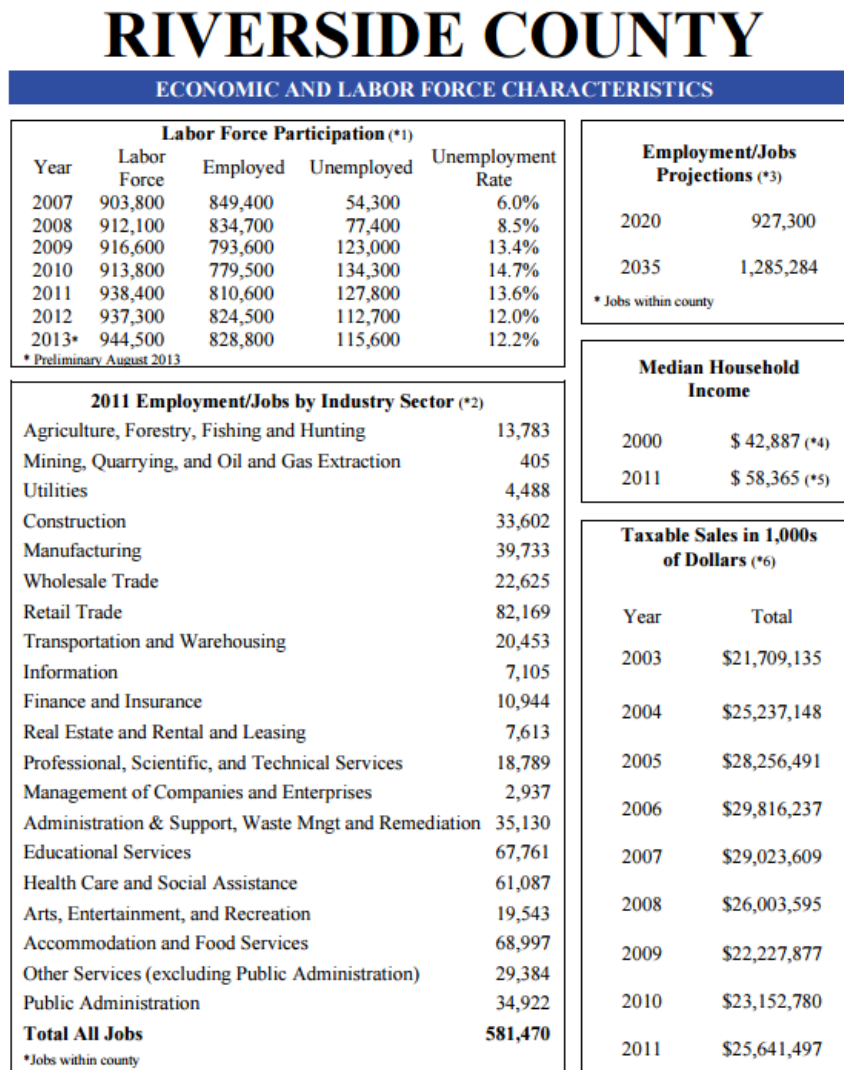 RIVERSIDE COUNTY
ECONOMIC AND LABOR FORCE CHARACTERISTICS
Labor Force Participation (*1)
Year Labor Force Employed Unemployed Unemployment Rate
2007 903,800 849,400 54,300 6.0%
2008 912,100 834,700 77,400 8.5%
2009 916,600 793,600 123,000 13.4%
2010 913,800 779,500 134,300 14.7%
2011 938,400 810,600 127,800 13.6%
2012 937,300 824,500 112,700 12.0%
2013* 944,500 828,800 115,600 12.2%
* Preliminary August 2013
2011 Employment/Jobs by Industry Sector (*2)
Agriculture, Forestry, Fishing and Hunting 13,783
Mining, Quarrying, and Oil and Gas Extraction 405
Utilities 4,488
Construction 33,602
Manufacturing 39,733
Wholesale Trade 22,625
Retail Trade 82,169
Transportation and Warehousing 20,453
Information 7,105
Finance and Insurance 10,944
Real Estate and Rental and Leasing 7,613
Professional, Scientific, and Technical Services 18,789
Management of Companies and Enterprises 2,937
Administration & Support, Waste Mngt and Remediation 35,130
Educational Services 67,761
Health Care and Social Assistance 61,087
Arts, Entertainment, and Recreation 19,543
Accommodation and Food Services 68,997
Other Services (excluding Public Administration) 29,384
Public Administration 34,922
Total All Jobs 581,470
*Jobs within county
Employment/Jobs
Projections (*3)
2020 927,300
2035 1,285,284
* Jobs within county
Median Household
Income
2000 $ 42,887 (*4)
2011 $ 58,365 (*5)
Taxable Sales in 1,000s
of Dollars (*6)
Year Total
2003 $21,709,135
2004 $25,237,148
2005 $28,256,491
2006 $29,816,237
2007 $29,023,609
2008 $26,003,595
2009 $22,227,877
2010 $23,152,780
2011 $25,641,497